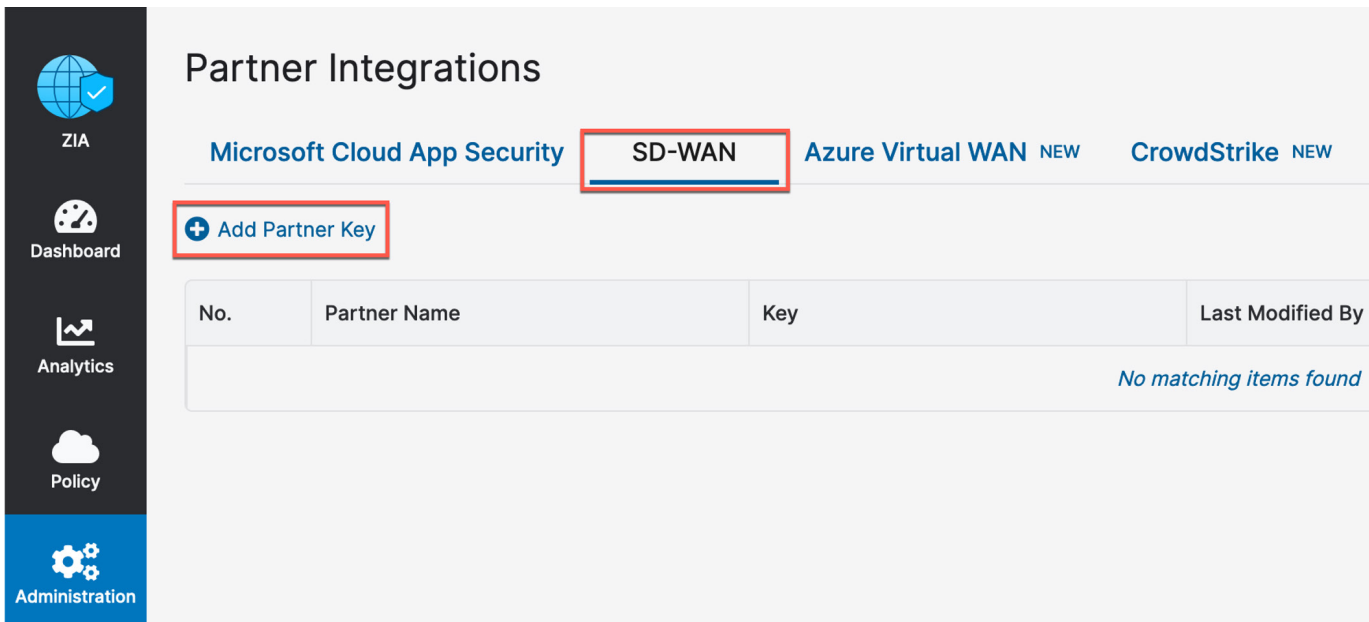 Partner Integrations
ZIA
Microsoft Cloud App Security SD-WAN Azure Virtual WAN NEW CrowdStrike NEW
Add Partner Key
Dashboard
No. Partner Name Key Last Modified By
Analytics
No matching items found
Policy
Administration